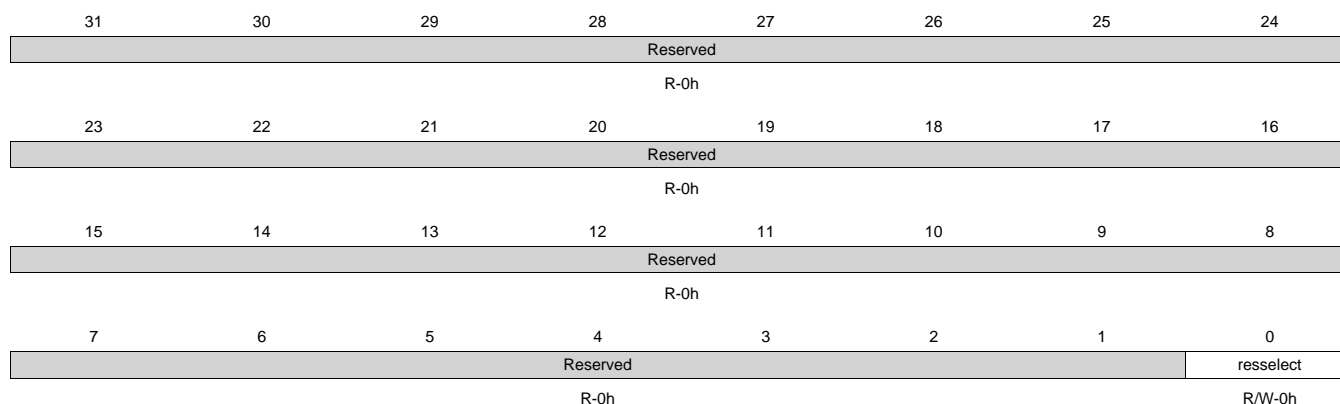 31 30 29 28 27 26 25 24
Reserved
R-0h
23 22 21 20 19 18 17 16
Reserved
R-0h
15 14 13 12 11 10 9 8
Reserved
R-0h
7 6 5 4 3 2 1 0
Reserved resselect
R-0h R/W-0h